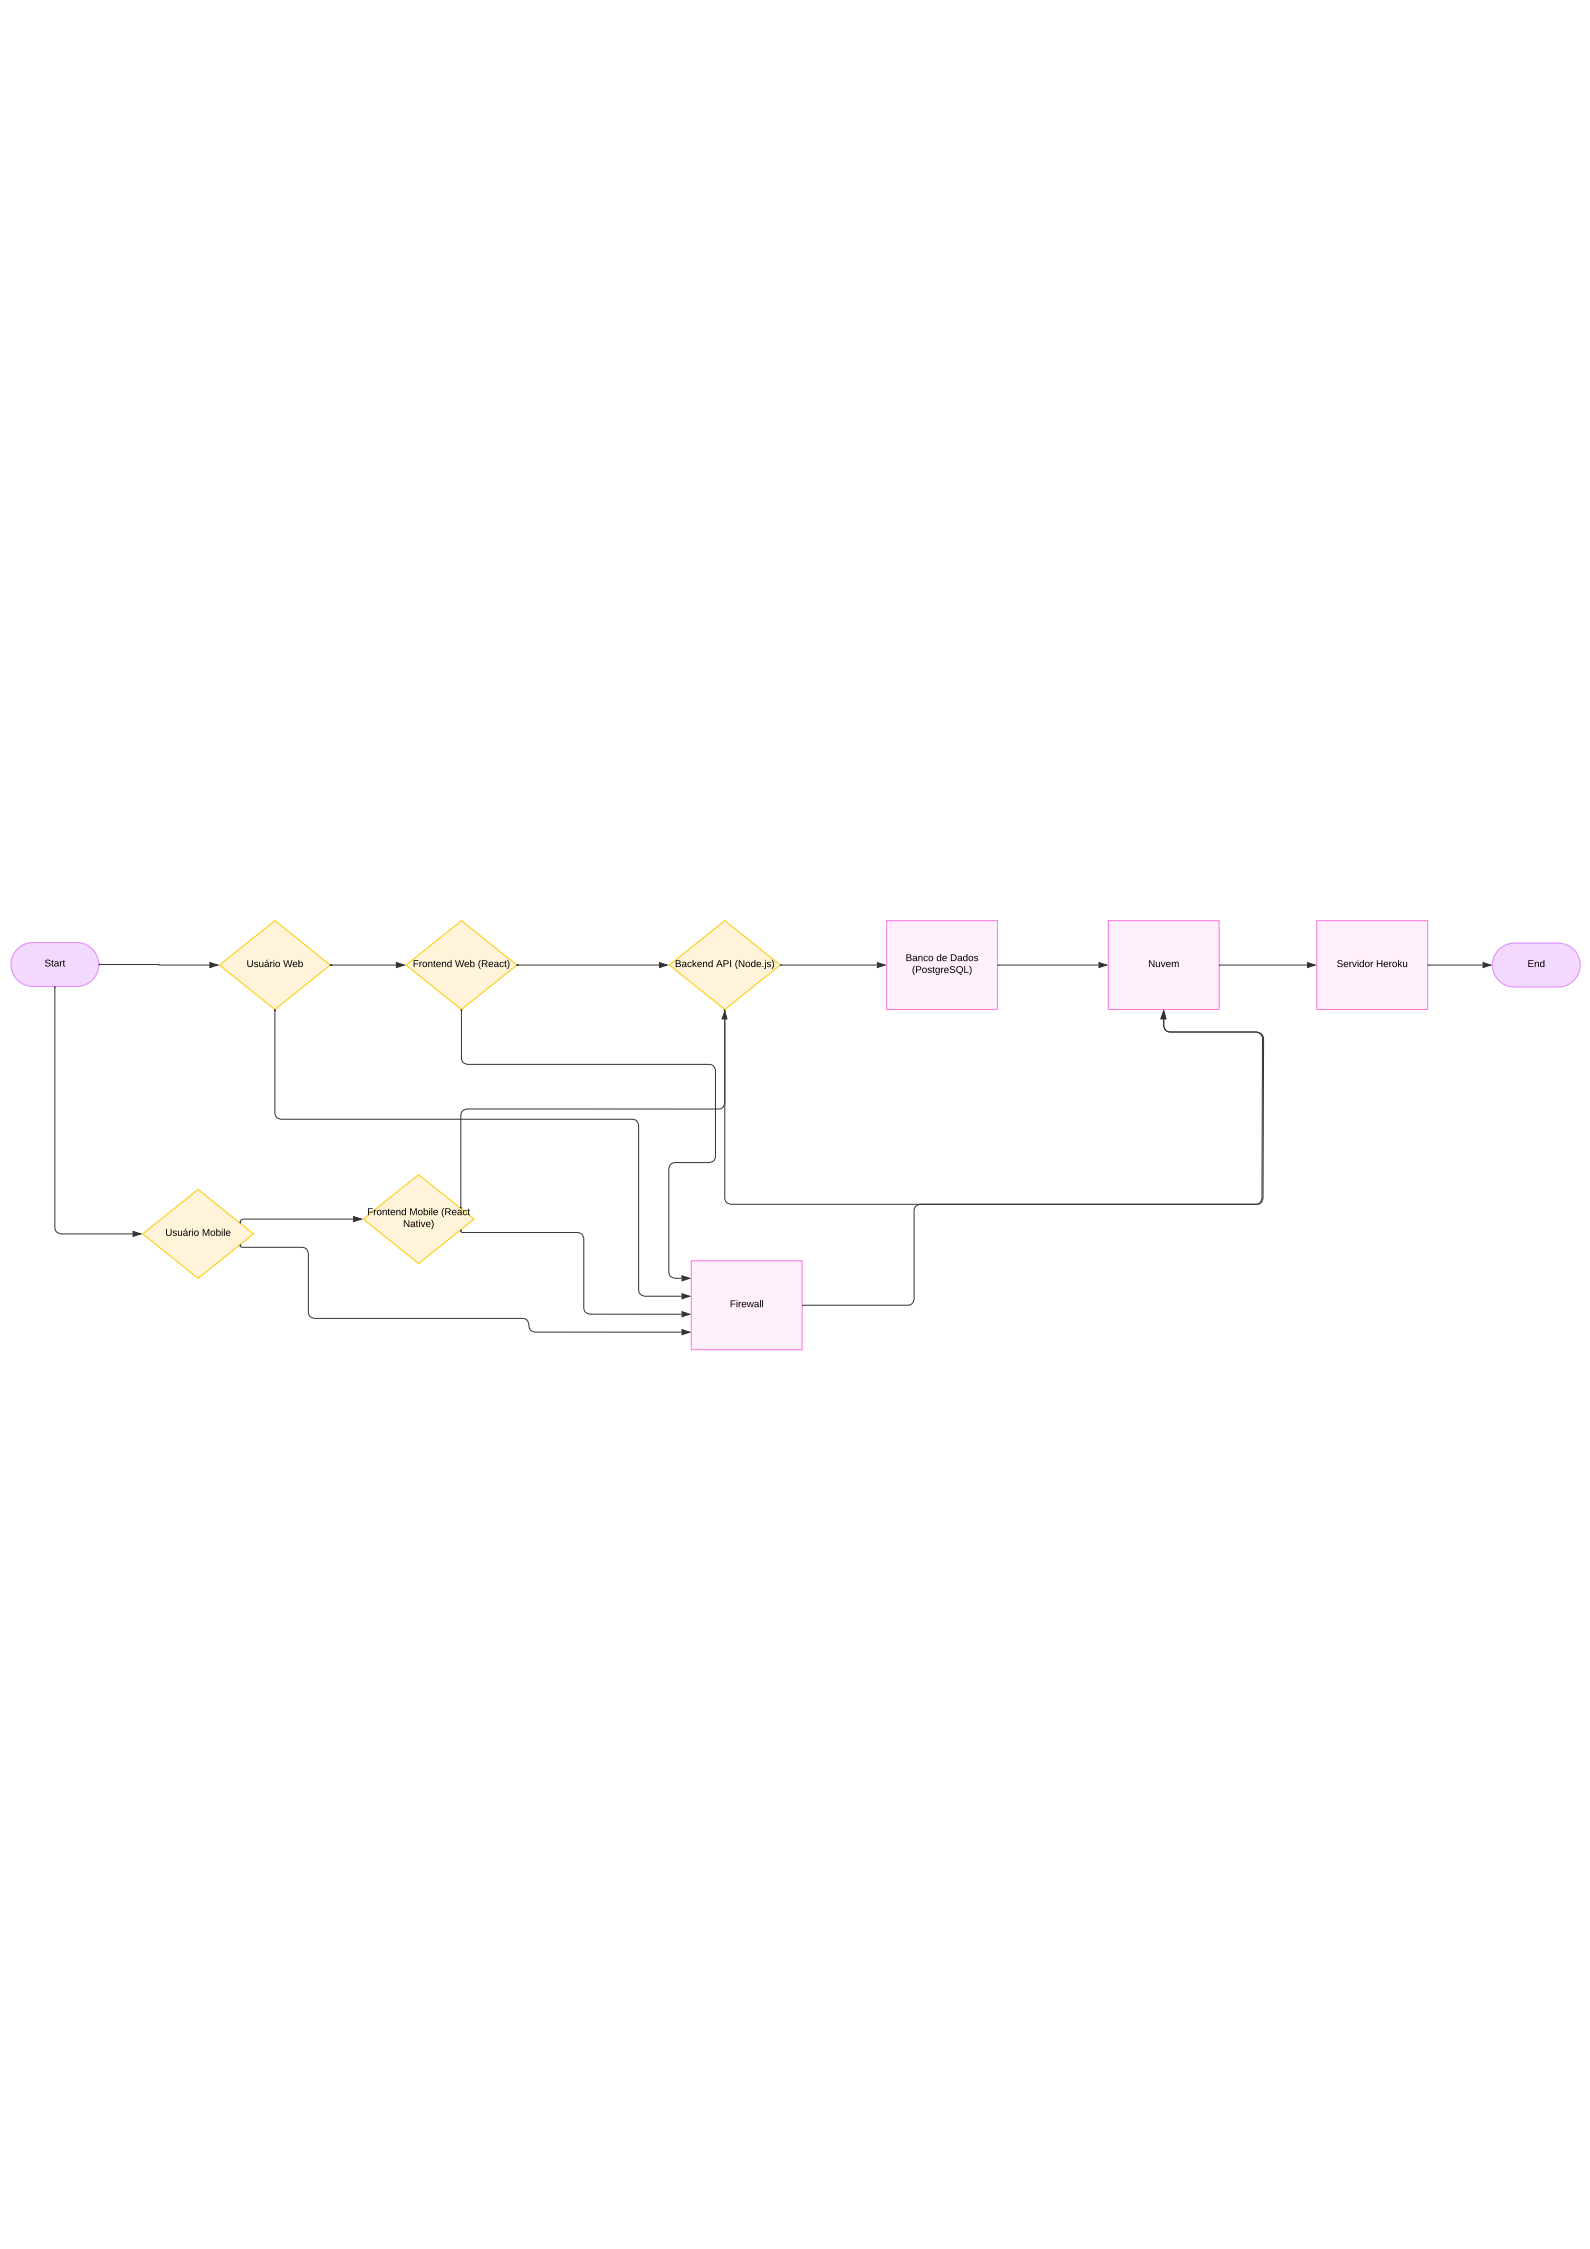 Start
Usuário Web
Frontend Web (React)
Backend API (Node.js)
Banco de Dados
(PostgreSQL)
Nuvem
Servidor Heroku
End
Usuário Mobile
Frontend Mobile (React
Native)
Firewall